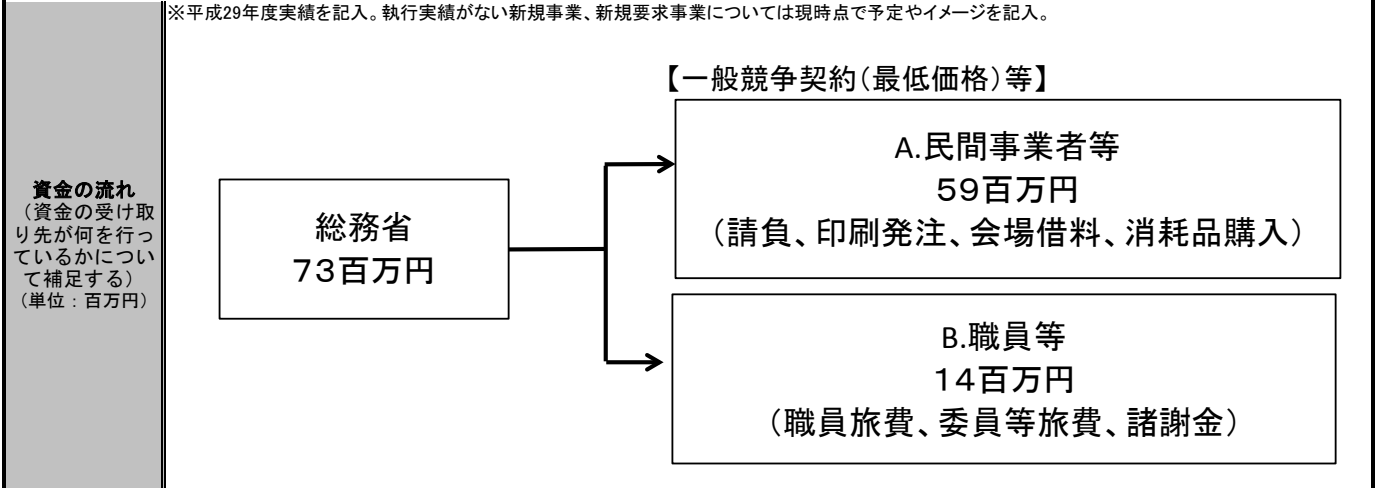 ※平成29年度実績を記入。執行実績がない新規事業、新規要求事業については現時点で予定やイメージを記入。
資金の流れ
（資金の受け取
り先が何を行っ
ているかについ
て補足する）
（単位：百万円）
総務省
７３百万円
【一般競争契約（最低価格）等】
A.民間事業者等
５９百万円
（請負、印刷発注、会場借料、消耗品購入）
B.職員等
１４百万円
（職員旅費、委員等旅費、諸謝金）